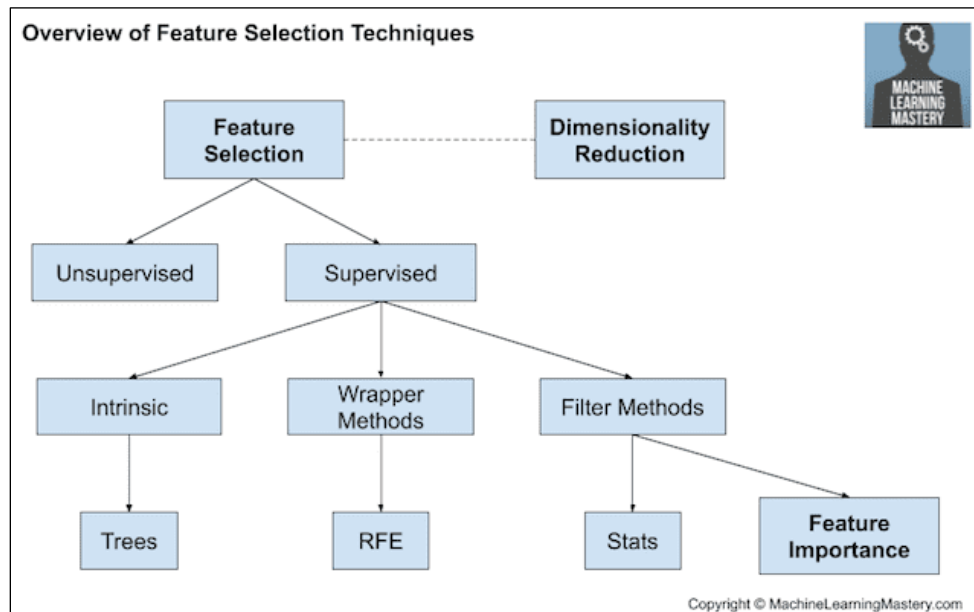 Overview of Feature Selection Techniques
MACHINE
LEARNING
MASTERY
Feature
Selection
Dimensionality
Reduction
Unsupervised
Supervised
Intrinsic
Wrapper
Methods
Filter Methods
Trees
RFE
Stats
Feature
Importance
Copyright © MachineLearningMastery.com